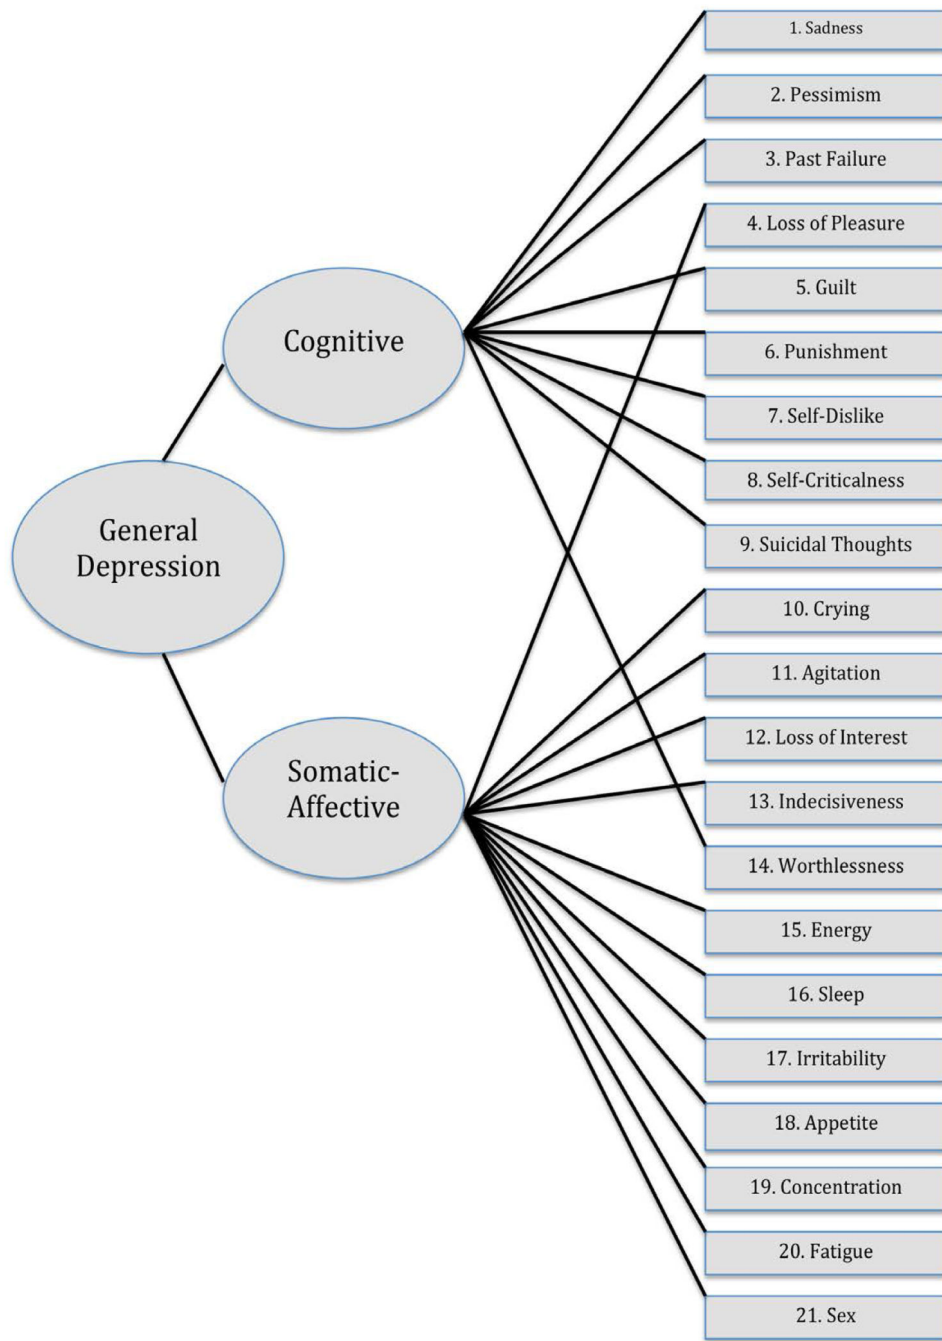 1. Sadness
2. Pessimism
3. Past Failure
4. Loss of Pleasure
5. Guilt
Cognitive
6. Punishment
7. Self-Dislike
8. Self-Criticalness
General
Depression
9. Suicidal Thoughts
10. Crying
11. Agitation
12. Loss of Interest
Somatic-
Affective
13. Indecisiveness
14. Worthlessness
15. Energy
16. Sleep
17. Irritability
18. Appetite
19. Concentration
20. Fatigue
21. Sex